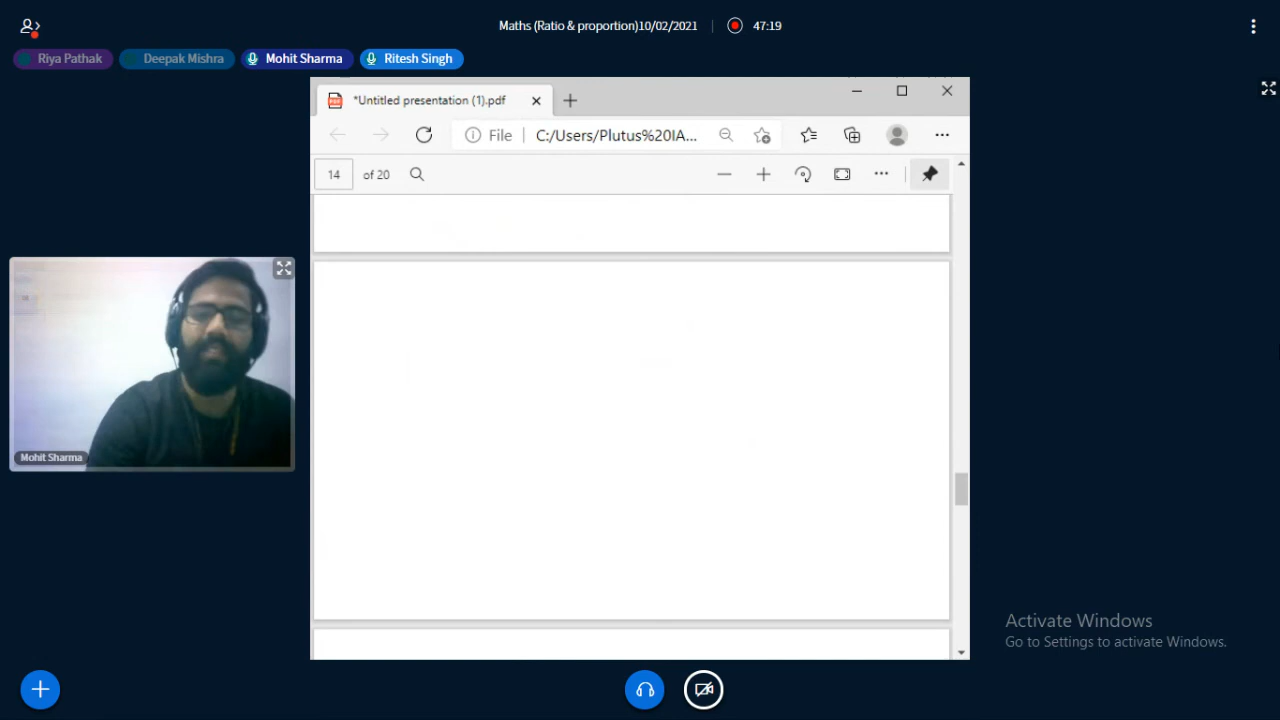 Maths (Ratio & proportion)10/02/2021
47:19
Riya Pathak
Deepak Mishra
Mohit Sharma
Ritesh Singh
*Untitled presentation (1).pdf
File
C:/Users/Plutus%20IA...
14
of 20
Mohit Sharma
Activate Windows
Go to Settings to activate Windows.